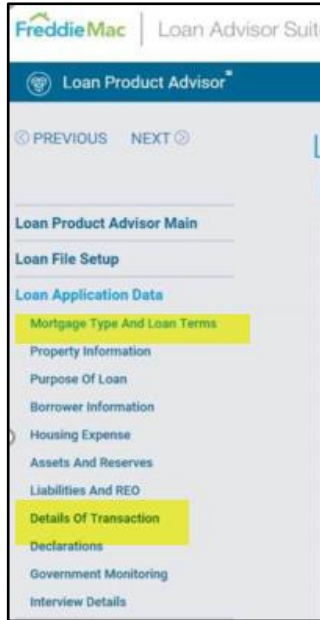 FreddieMac Loan Advisor Suit
Loan Product Advisor℠
PREVIOUS NEXT
Loan Product Advisor Main
Loan File Setup
Loan Application Data
Mortgage Type And Loan Terms
Property Information
Purpose Of Loan
Borrower Information
Housing Expense
Assets And Reserves
Liabilities And REO
Details Of Transaction
Declarations
Government Monitoring
Interview Details